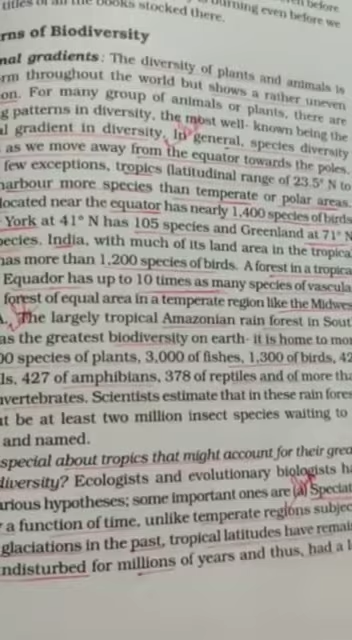 titles of all the books stocked there.
burning even before we
even before
rns of Biodiversity
nal gradients: The diversity of plants and animals is
rm throughout the world but shows a rather uneven
on. For many group of animals or plants, there are
g patterns in diversity, the most well- known being the
al gradient in diversity. In general, species diversity
as we move away from the equator towards the poles.
few exceptions, tropics (latitudinal range of 23.5° N to
harbour more species than temperate or polar areas.
located near the equator has nearly 1,400 species of birds
York at 41° N has 105 species and Greenland at 71° N
pecies. India, with much of its land area in the tropica
has more than 1,200 species of birds. A forest in a tropica
Equador has up to 10 times as many species of vascula
forest of equal area in a temperate region like the Midwes
. The largely tropical Amazonian rain forest in Sout
as the greatest biodiversity on earth- it is home to mor
00 species of plants, 3,000 of fishes, 1,300 of birds, 42
ls, 427 of amphibians, 378 of reptiles and of more tha
vertebrates. Scientists estimate that in these rain fores
t be at least two million insect species waiting to
and named.
special about tropics that might account for their grea
diversity? Ecologists and evolutionary biologists ha
arious hypotheses; some important ones are (a) Speciat
a function of time, unlike temperate regions subjec
glaciations in the past, tropical latitudes have remai
ndisturbed for millions of years and thus, had a l